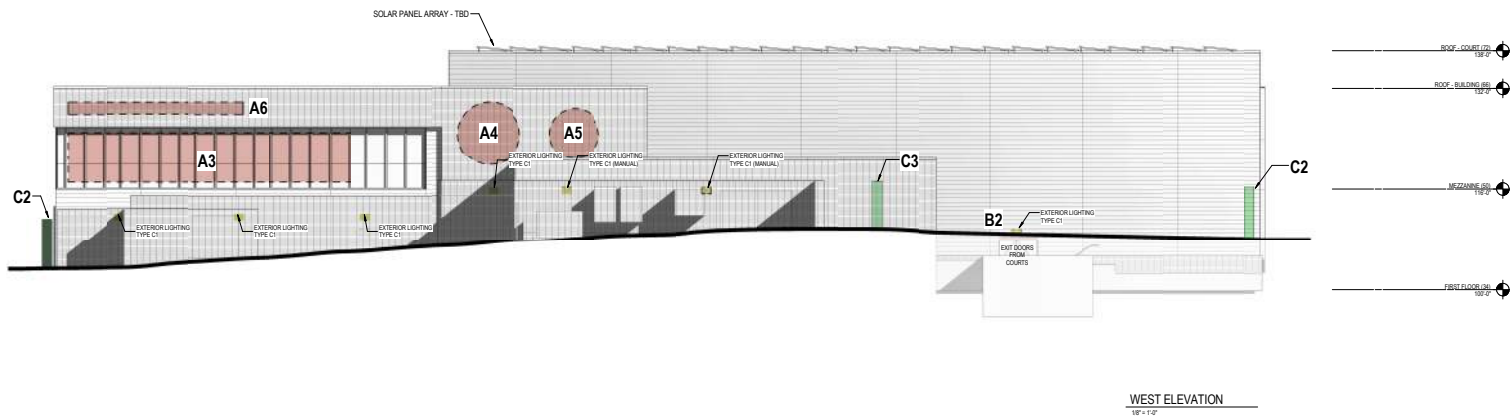 SOLAR PANEL ARRAY - TBD
ROOF - COURT (72)
138'-0"
ROOF - BUILDING (66)
132'-0"
A6
A4
A5
A3
EXTERIOR LIGHTING
TYPE C1
EXTERIOR LIGHTING
TYPE C1 (MANUAL)
EXTERIOR LIGHTING
TYPE C1 (MANUAL)
C3
C2
MEZZANINE (50)
116'-0"
C2
EXTERIOR LIGHTING
TYPE C1
EXTERIOR LIGHTING
TYPE C1
EXTERIOR LIGHTING
TYPE C1
B2
EXTERIOR LIGHTING
TYPE C1
EXIT DOORS
FROM
COURTS
FIRST FLOOR (34)
100'-0"
WEST ELEVATION
1/8" = 1'-0"